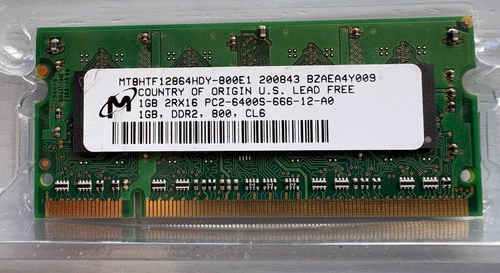 MT8HTF12864HDY-800E1 200843 BZAEA4Y009
COUNTRY OF ORIGIN U.S. LEAD FREE
1GB 2RX16 PC2-6400S-666-12-A0
1GB, DDR2, 800, CL6